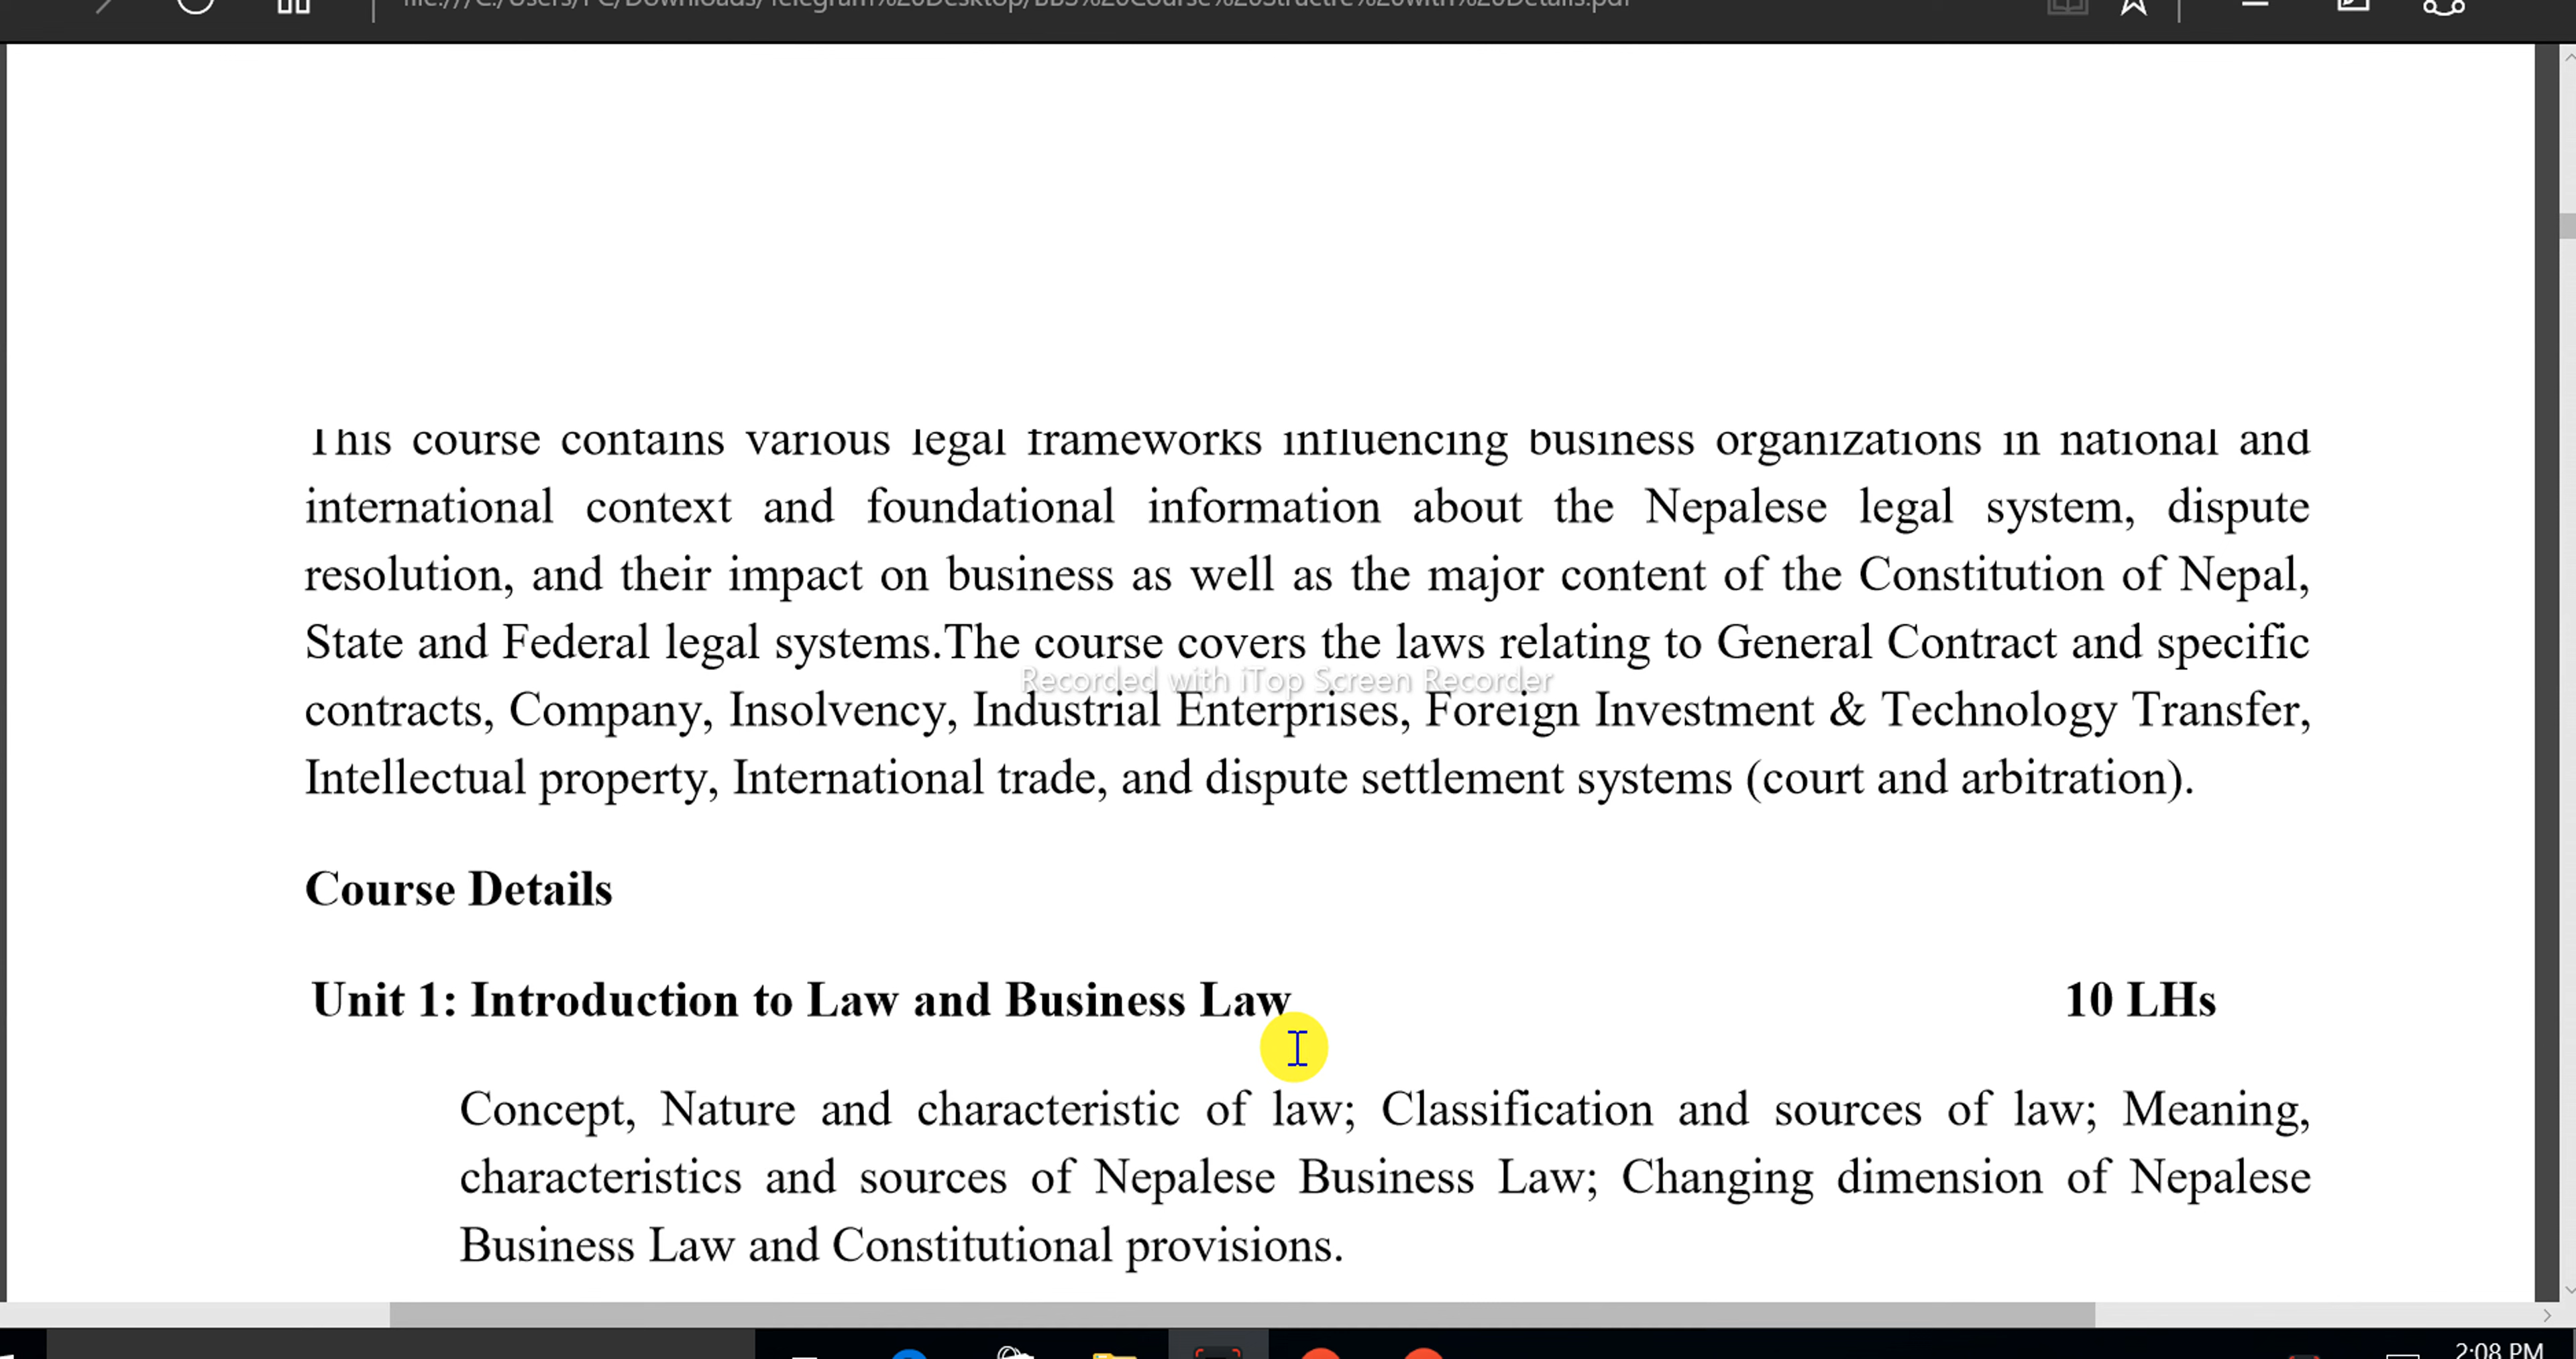 This course contains various legal frameworks influencing business organizations in national and
international context and foundational information about the Nepalese legal system, dispute
resolution, and their impact on business as well as the major content of the Constitution of Nepal,
State and Federal legal systems.The course covers the laws relating to General Contract and specific
Recorded with iTop Screen Recorder
contracts, Company, Insolvency, Industrial Enterprises, Foreign Investment & Technology Transfer,
Intellectual property, International trade, and dispute settlement systems (court and arbitration).
Course Details
Unit 1: Introduction to Law and Business Law 10 LHs
Concept, Nature and characteristic of law; Classification and sources of law; Meaning,
characteristics and sources of Nepalese Business Law; Changing dimension of Nepalese
Business Law and Constitutional provisions.
2:08 PM